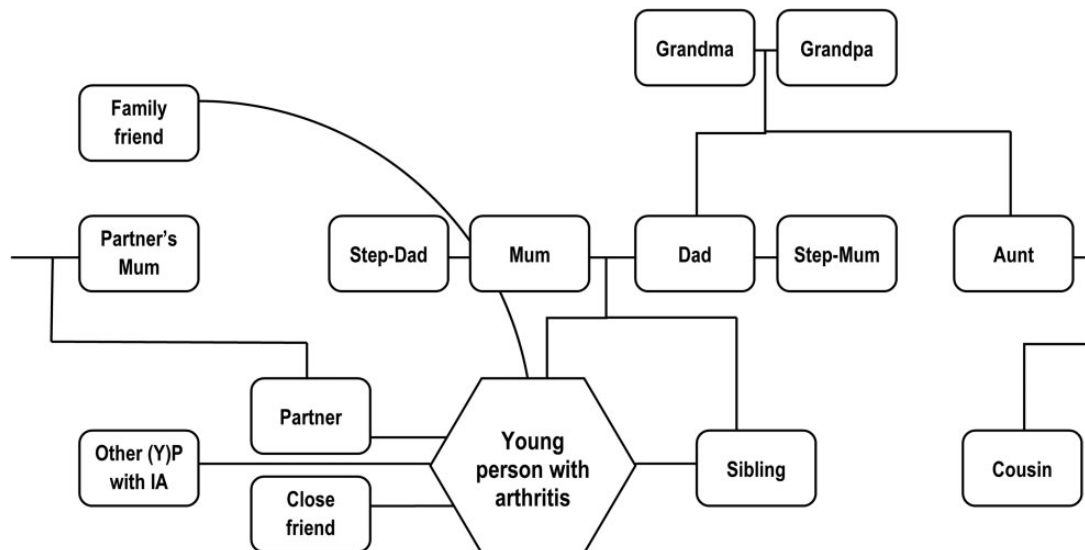 Grandma
Grandpa
Family
friend
Partner's
Mum
Step-Dad
Mum
Dad
Step-Mum
Aunt
Partner
Young
person with
arthritis
Other (Y)P
with IA
Sibling
Cousin
Close
friend